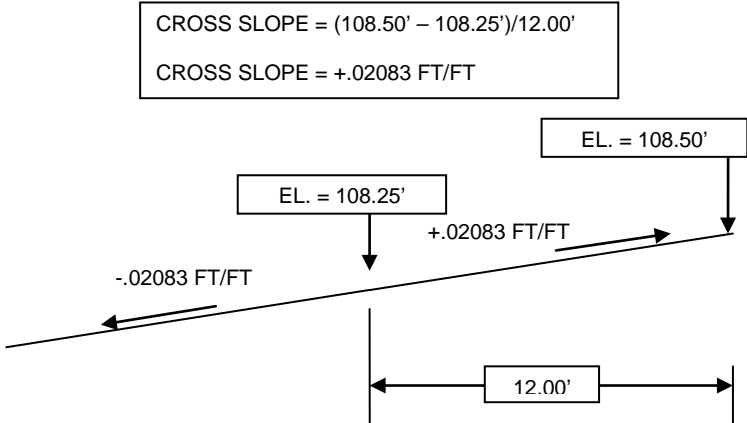 CROSS SLOPE = (108.50’ – 108.25’)/12.00’
CROSS SLOPE = +.02083 FT/FT
EL. = 108.50’
EL. = 108.25’
+.02083 FT/FT
-.02083 FT/FT
12.00’